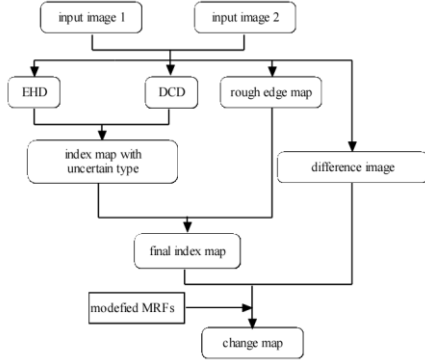 input image 1
input image 2
EHD
DCD
rough edge map
index map with
uncertain type
difference image
final index map
modefied MRFs
change map